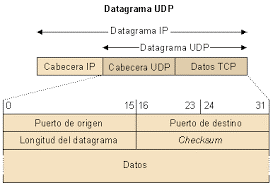 Datagrama UDP
Datagrama IP
Datagrama UDP
Cabecera IP Cabecera UDP Datos TCP
0 15 16 23 24 31
Puerto de origen Puerto de destino
Longitud del datagrama Checksum
Datos